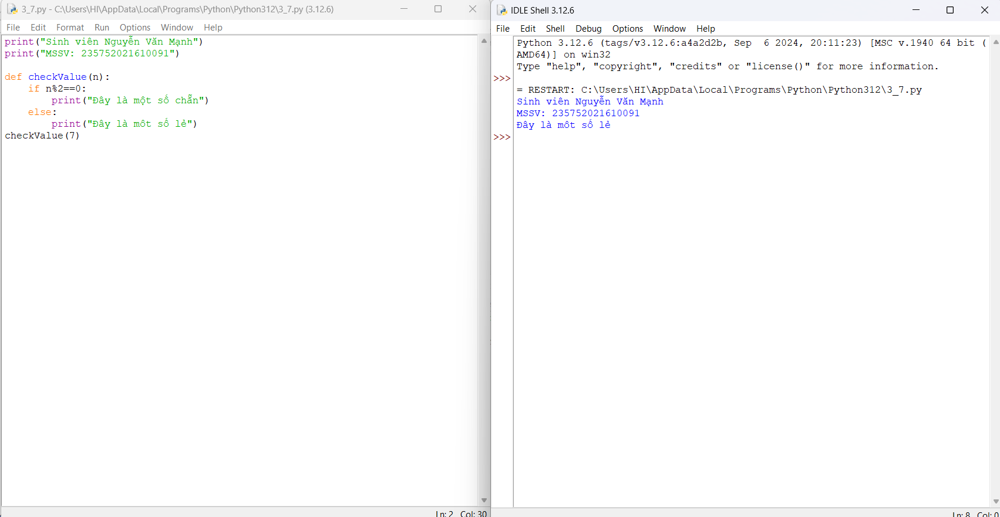 3_7.py - C:\Users\HI\AppData\Local\Programs\Python\Python312\3_7.py (3.12.6)
File Edit Format Run Options Window Help
print("Sinh viên Nguyễn Văn Mạnh")
print("MSSV: 235752021610091")
def checkValue(n):
    if n%2==0:
        print("Đây là một số chẵn")
    else:
        print("Đây là môt số lẻ")
checkValue(7)
Ln: 2 Col: 30
IDLE Shell 3.12.6
File Edit Shell Debug Options Window Help
Python 3.12.6 (tags/v3.12.6:a4a2d2b, Sep  6 2024, 20:11:23) [MSC v.1940 64 bit (
AMD64)] on win32
Type "help", "copyright", "credits" or "license()" for more information.
>>>
= RESTART: C:\Users\HI\AppData\Local\Programs\Python\Python312\3_7.py
Sinh viên Nguyễn Văn Mạnh
MSSV: 235752021610091
Đây là môt số lẻ
>>>
Ln: 8 Col: 0